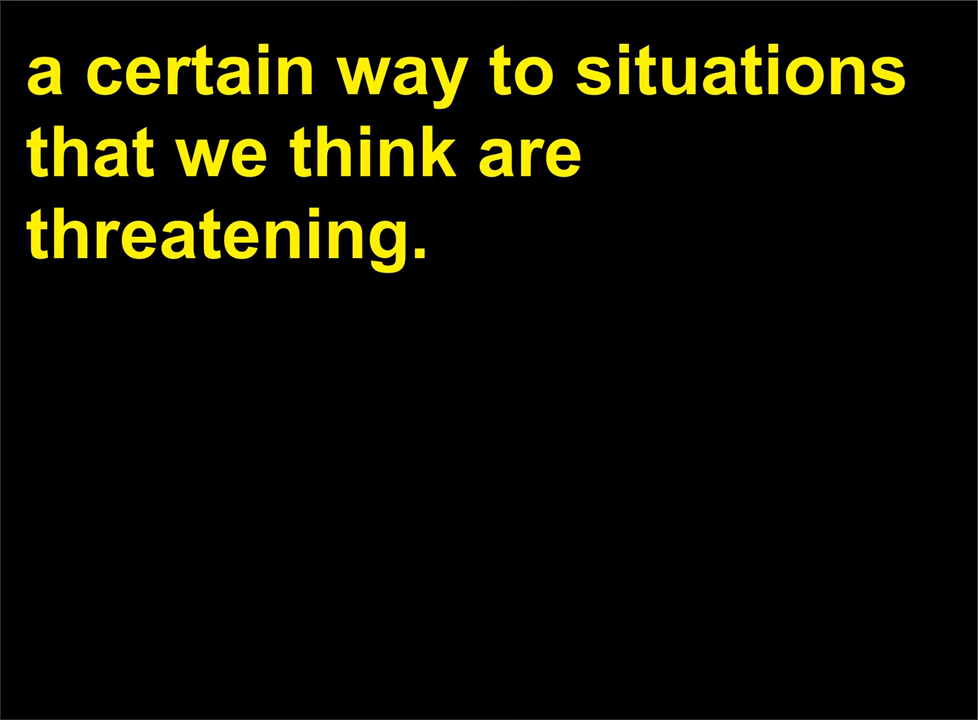 a certain way to situations
that we think are
threatening.